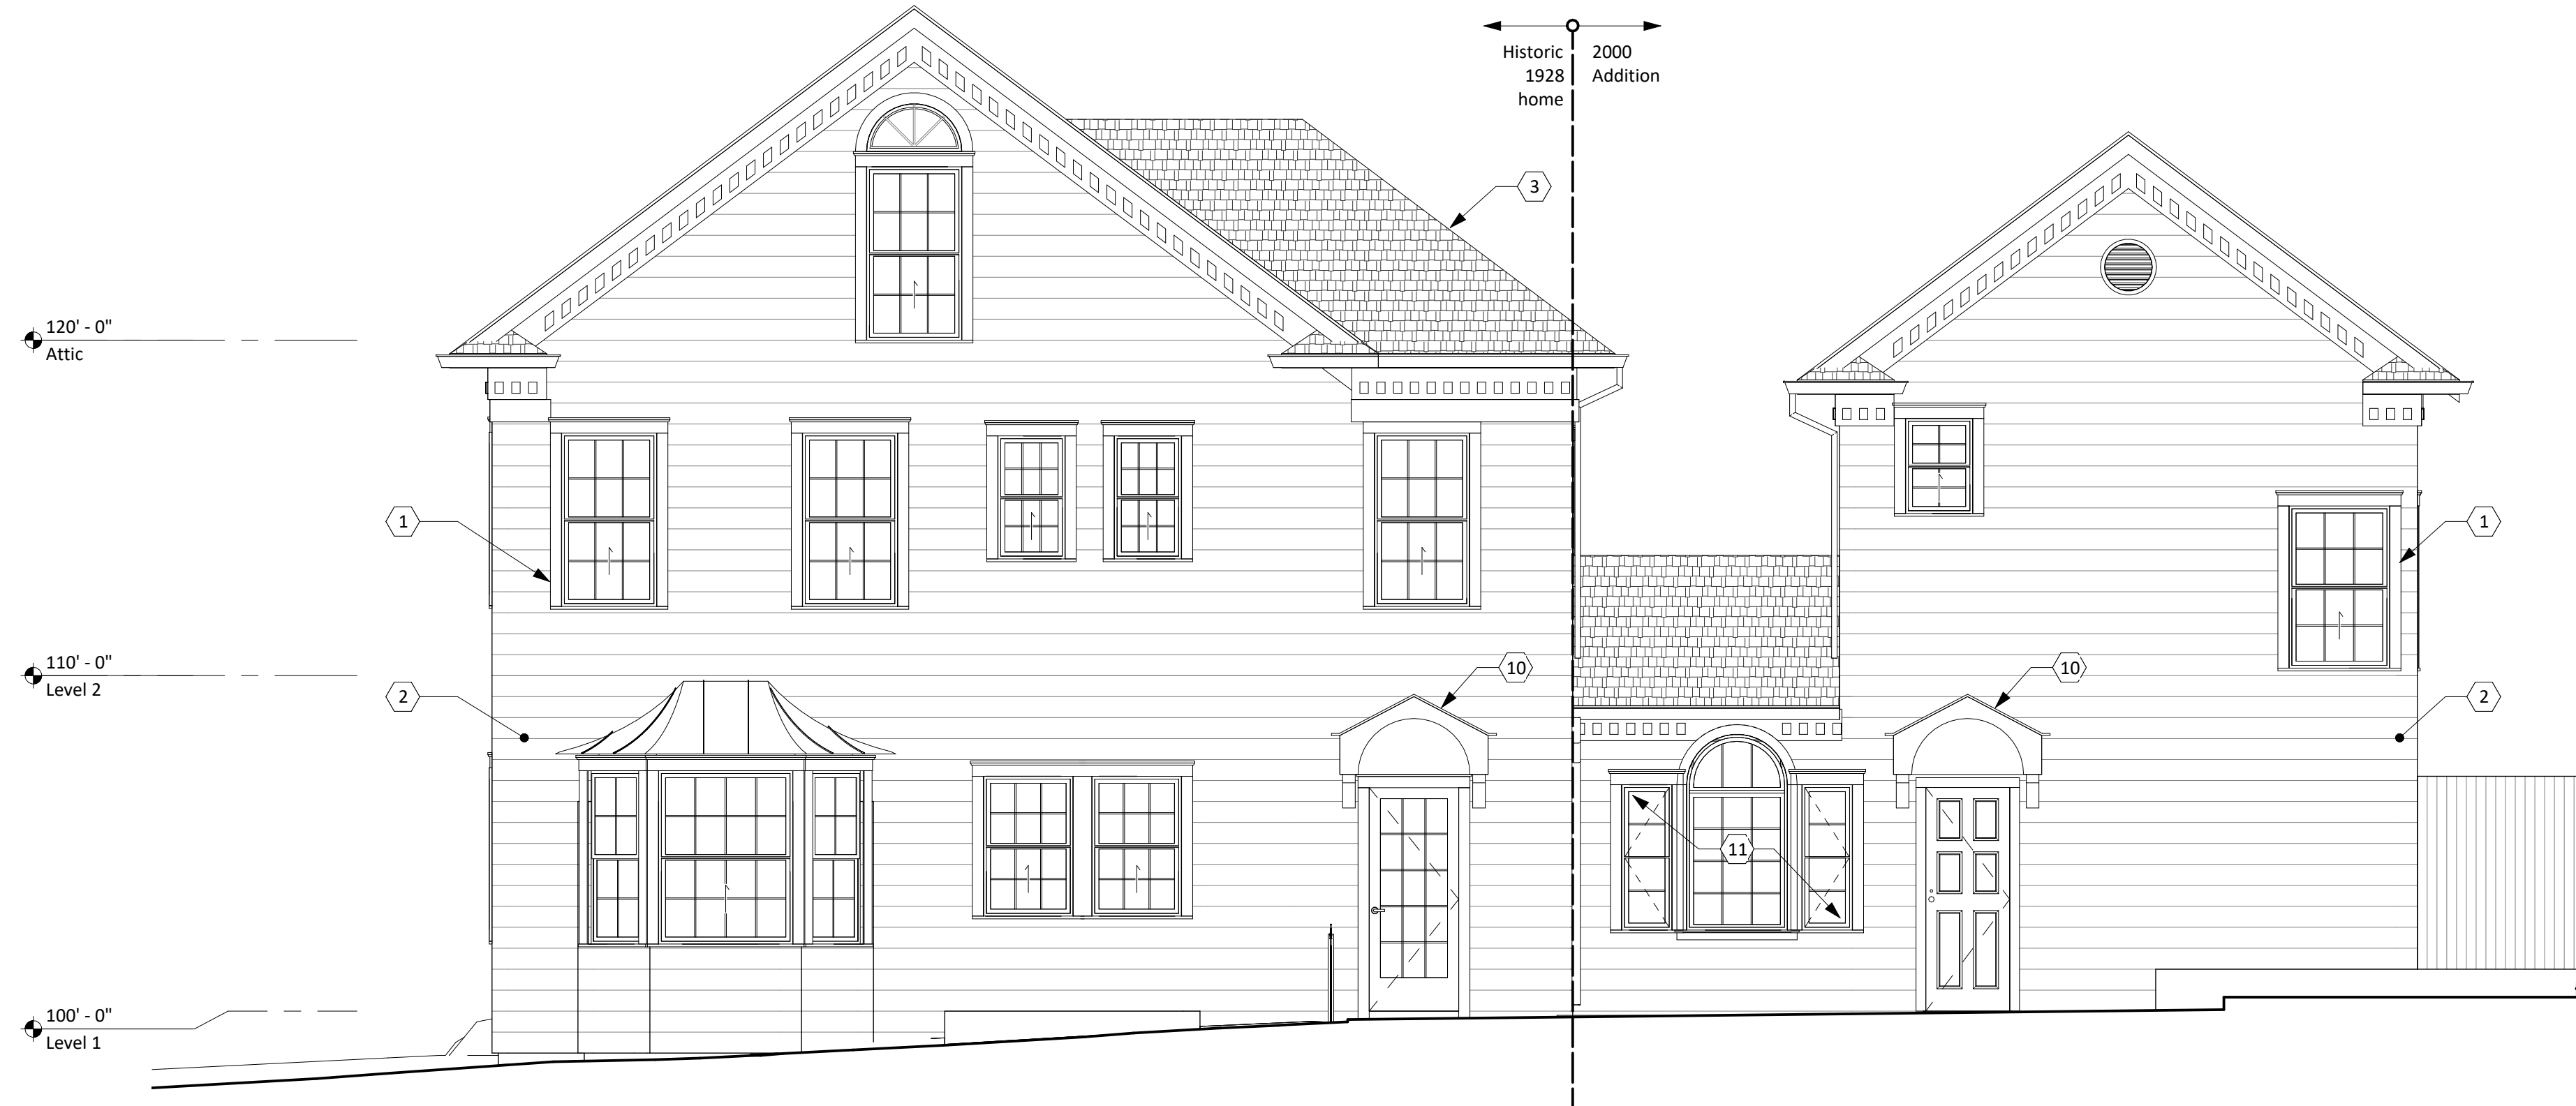 Historic
1928
home
2000
Addition
3
120' - 0"
Attic
1
1
110' - 0"
Level 2
10
10
2
2
11
100' - 0"
Level 1